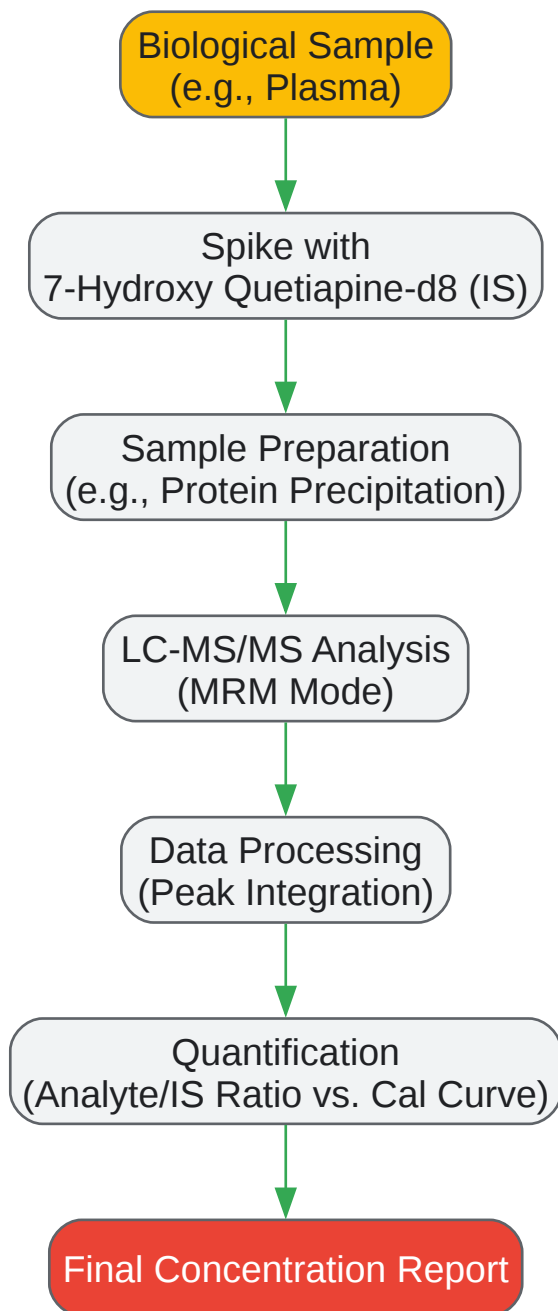 Biological Sample
(e.g., Plasma)
Spike with
7-Hydroxy Quetiapine-d8 (IS)
Sample Preparation
(e.g., Protein Precipitation)
LC-MS/MS Analysis
(MRM Mode)
Data Processing
(Peak Integration)
Quantification
(Analyte/IS Ratio vs. Cal Curve)
Final Concentration Report